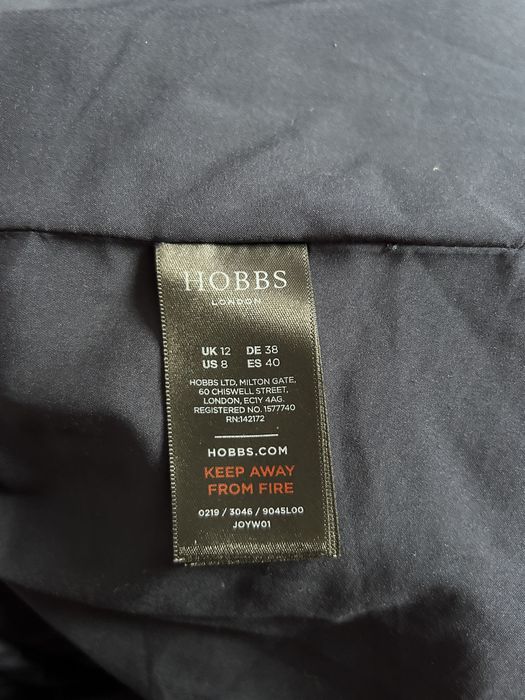 HOBBS
LONDON
UK 12 DE 38
US 8 ES 40
HOBBS LTD, MILTON GATE,
60 CHISWELL STREET,
LONDON, EC1Y 4AG.
REGISTERED NO. 1577740
RN:142172
HOBBS.COM
KEEP AWAY
FROM FIRE
0219 / 3046 / 9045L00
JOYW01